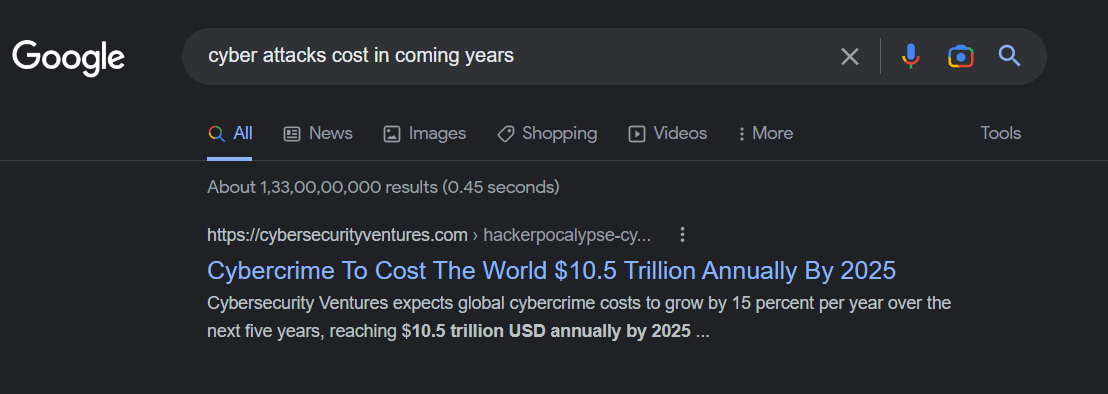 Google
cyber attacks cost in coming years
All News Images Shopping Videos More Tools
About 1,33,00,00,000 results (0.45 seconds)
https://cybersecurityventures.com › hackerpocalypse-cy...
Cybercrime To Cost The World $10.5 Trillion Annually By 2025
Cybersecurity Ventures expects global cybercrime costs to grow by 15 percent per year over the
next five years, reaching $10.5 trillion USD annually by 2025 ...